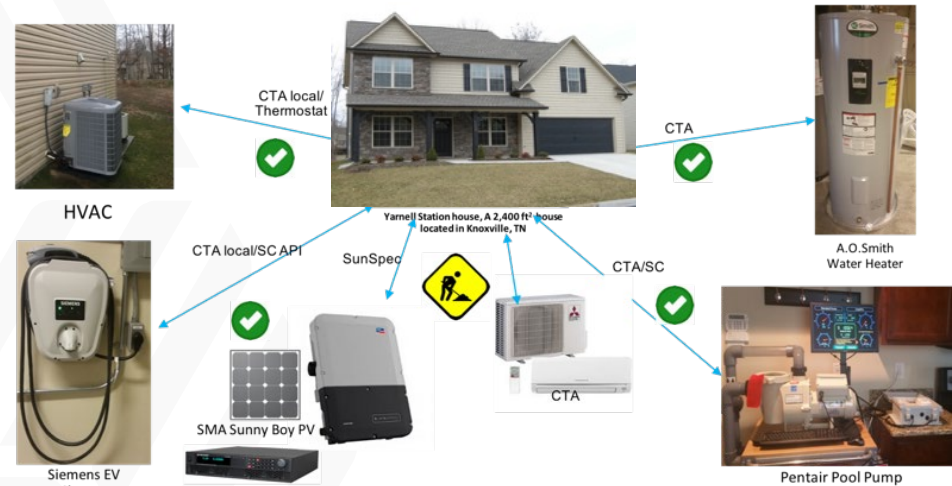 CTA local/
Thermostat
CTA
HVAC
Yarnell Station house, A 2,400 ft² house
located in Knoxville, TN
A.O.Smith
Water Heater
CTA local/SC API
SunSpec
CTA/SC
SIEMENS
CTA
SMA Sunny Boy PV
Siemens EV
Pentair Pool Pump